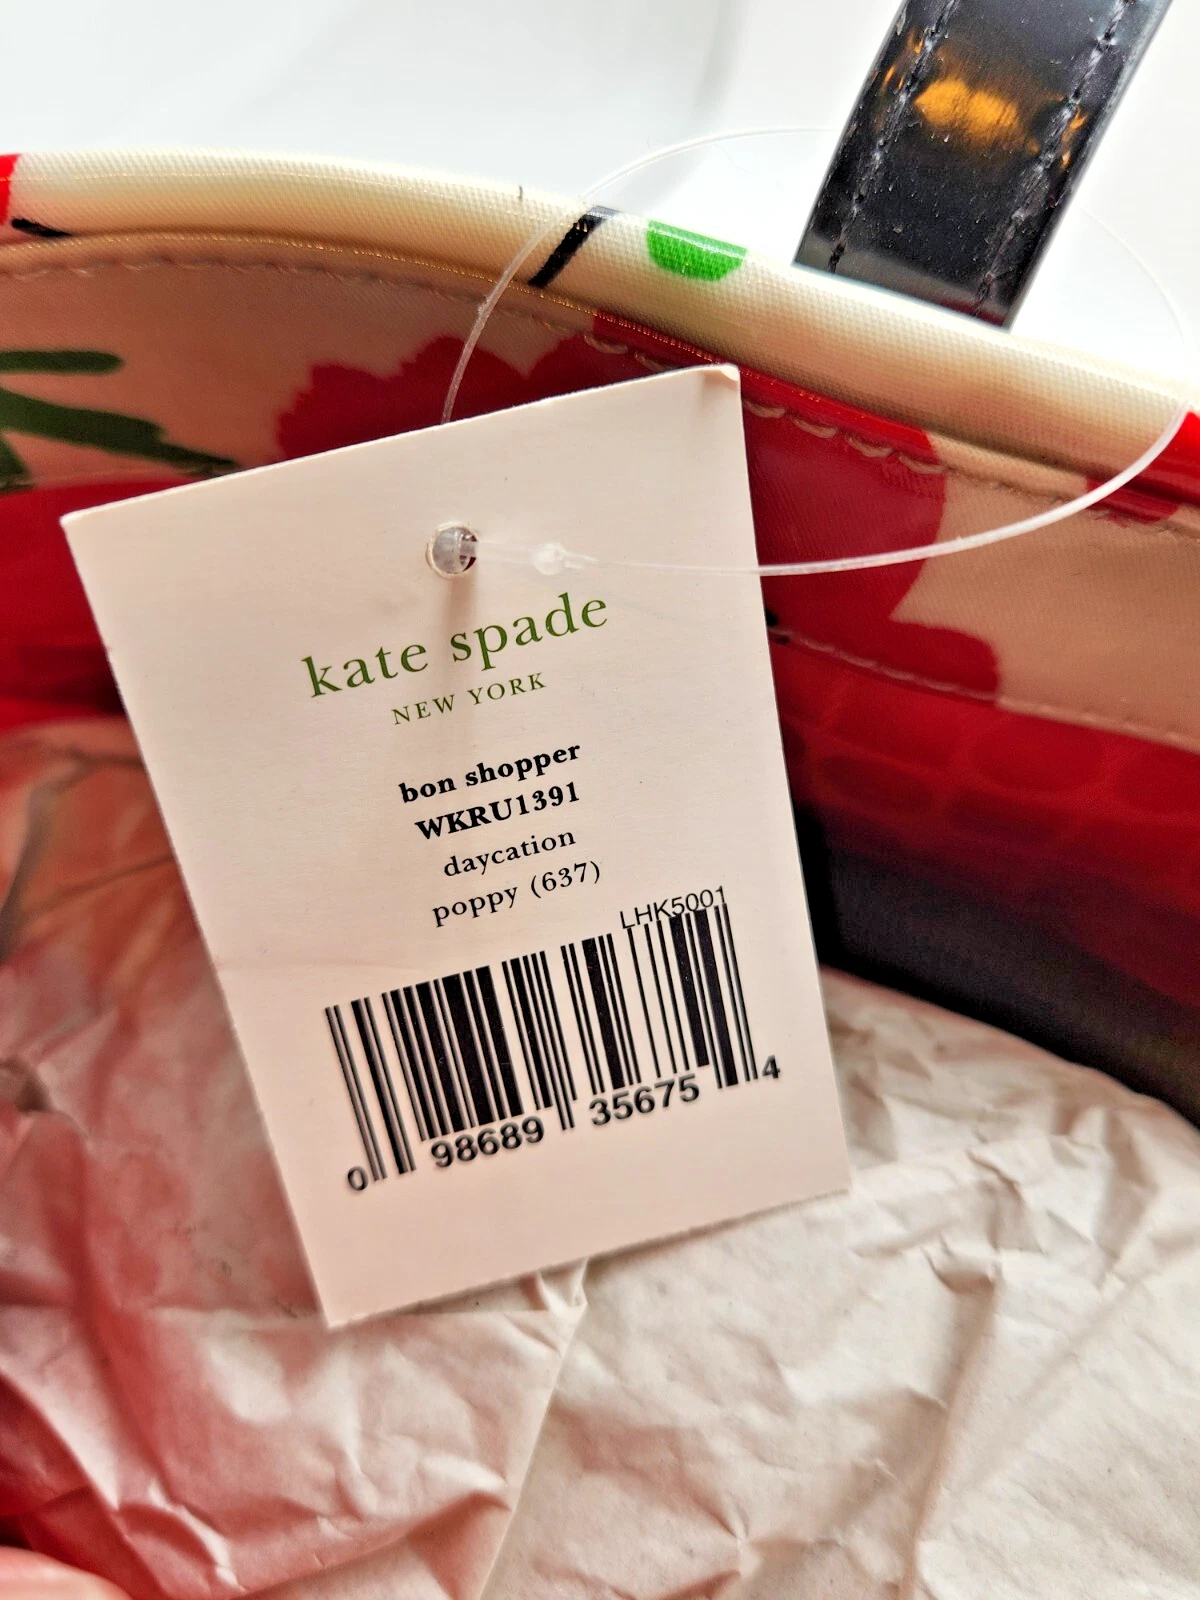 kate spade
NEW YORK
bon shopper
WKRU1391
daycation
poppy (637)
LHK5001
0 98689 35675 4